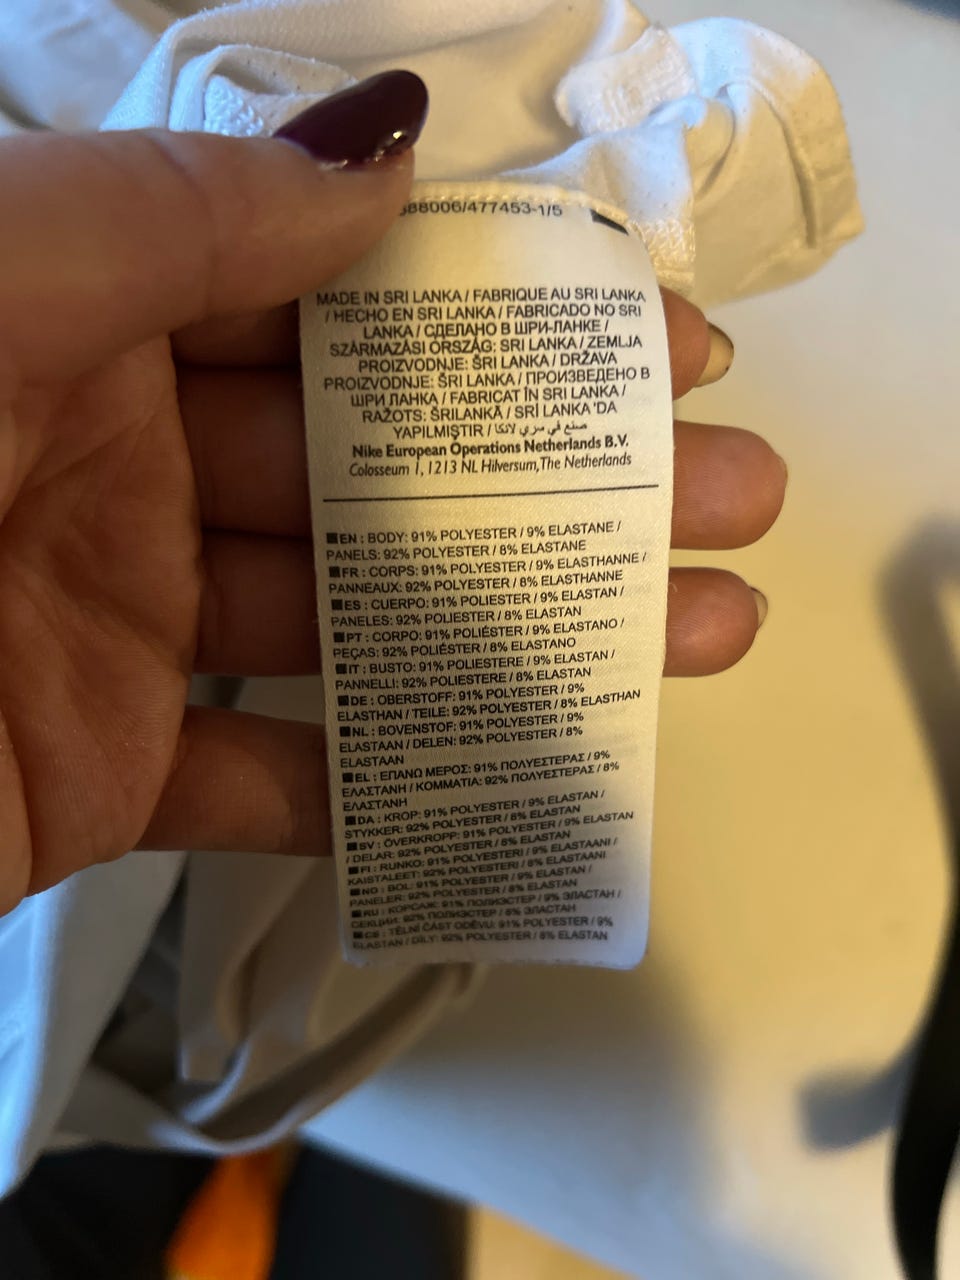 88006/477453-1/5
MADE IN SRI LANKA / FABRIQUE AU SRI LANKA
/ HECHO EN SRI LANKA / FABRICADO NO SRI
LANKA / СДЕЛАНО В ШРИ-ЛАНКЕ /
SZÁRMAZÁSI ORSZÁG: SRI LANKA / ZEMLJA
PROIZVODNJE: ŠRI LANKA / DRŽAVA
PROIZVODNJE: ŠRI LANKA / ПРОИЗВЕДЕНО В
ШРИ ЛАНКА / FABRICAT ÎN SRI LANKA /
RAŽOTS: ŠRILANKĀ / SRİ LANKA 'DA
YAPILMIŞTIR / صنع في سري لانكا
Nike European Operations Netherlands B.V.
Colosseum 1, 1213 NL Hilversum, The Netherlands
EN : BODY: 91% POLYESTER / 9% ELASTANE /
PANELS: 92% POLYESTER / 8% ELASTANE
FR : CORPS: 91% POLYESTER / 9% ELASTHANNE /
PANNEAUX: 92% POLYESTER / 8% ELASTHANNE
ES : CUERPO: 91% POLIESTER / 9% ELASTAN /
PANELES: 92% POLIESTER / 8% ELASTAN
PT : CORPO: 91% POLIÉSTER / 9% ELASTANO /
PEÇAS: 92% POLIÉSTER / 8% ELASTANO
IT : BUSTO: 91% POLIESTERE / 9% ELASTAN /
PANNELLI: 92% POLIESTERE / 8% ELASTAN
DE : OBERSTOFF: 91% POLYESTER / 9%
ELASTHAN / TEILE: 92% POLYESTER / 8% ELASTHAN
NL : BOVENSTOF: 91% POLYESTER / 9%
ELASTAAN / DELEN: 92% POLYESTER / 8%
ELASTAAN
EL : ΕΠΑΝΩ ΜΕΡΟΣ: 91% ΠΟΛΥΕΣΤΕΡΑΣ / 9%
ΕΛΑΣΤΑΝΗ / ΚΟΜΜΑΤΙΑ: 92% ΠΟΛΥΕΣΤΕΡΑΣ / 8%
ΕΛΑΣΤΑΝΗ
DA : KROP: 91% POLYESTER / 9% ELASTAN /
STYKKER: 92% POLYESTER / 8% ELASTAN
SV : ÖVERKROPP: 91% POLYESTER / 9% ELASTAN
/ DELAR: 92% POLYESTER / 8% ELASTAN
FI : RUNKO: 91% POLYESTERI / 9% ELASTAANI /
KAISTALEET: 92% POLYESTERI / 8% ELASTAANI
NO : BOL: 91% POLYESTER / 9% ELASTAN /
PANELER: 92% POLYESTER / 8% ELASTAN
RU : КОРСАЖ: 91% ПОЛИЭСТЕР / 9% ЭЛАСТАН /
СЕКЦИИ: 92% ПОЛИЭСТЕР / 8% ЭЛАСТАН
CS : TĚLNÍ ČÁST ODĚVU: 91% POLYESTER / 9%
ELASTAN / DÍLY: 92% POLYESTER / 8% ELASTAN